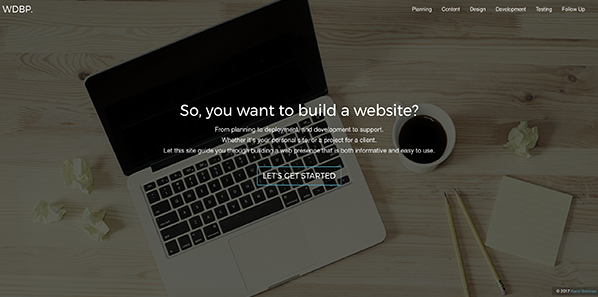 WDBP.
Planning Content Design Development Testing Follow Up
So, you want to build a website?
From planning to deployment, and development to support.
Whether it's your personal site, or a project for a client.
Let this site guide you through building a web presence that is both informative and easy to use.
LET'S GET STARTED
© 2017